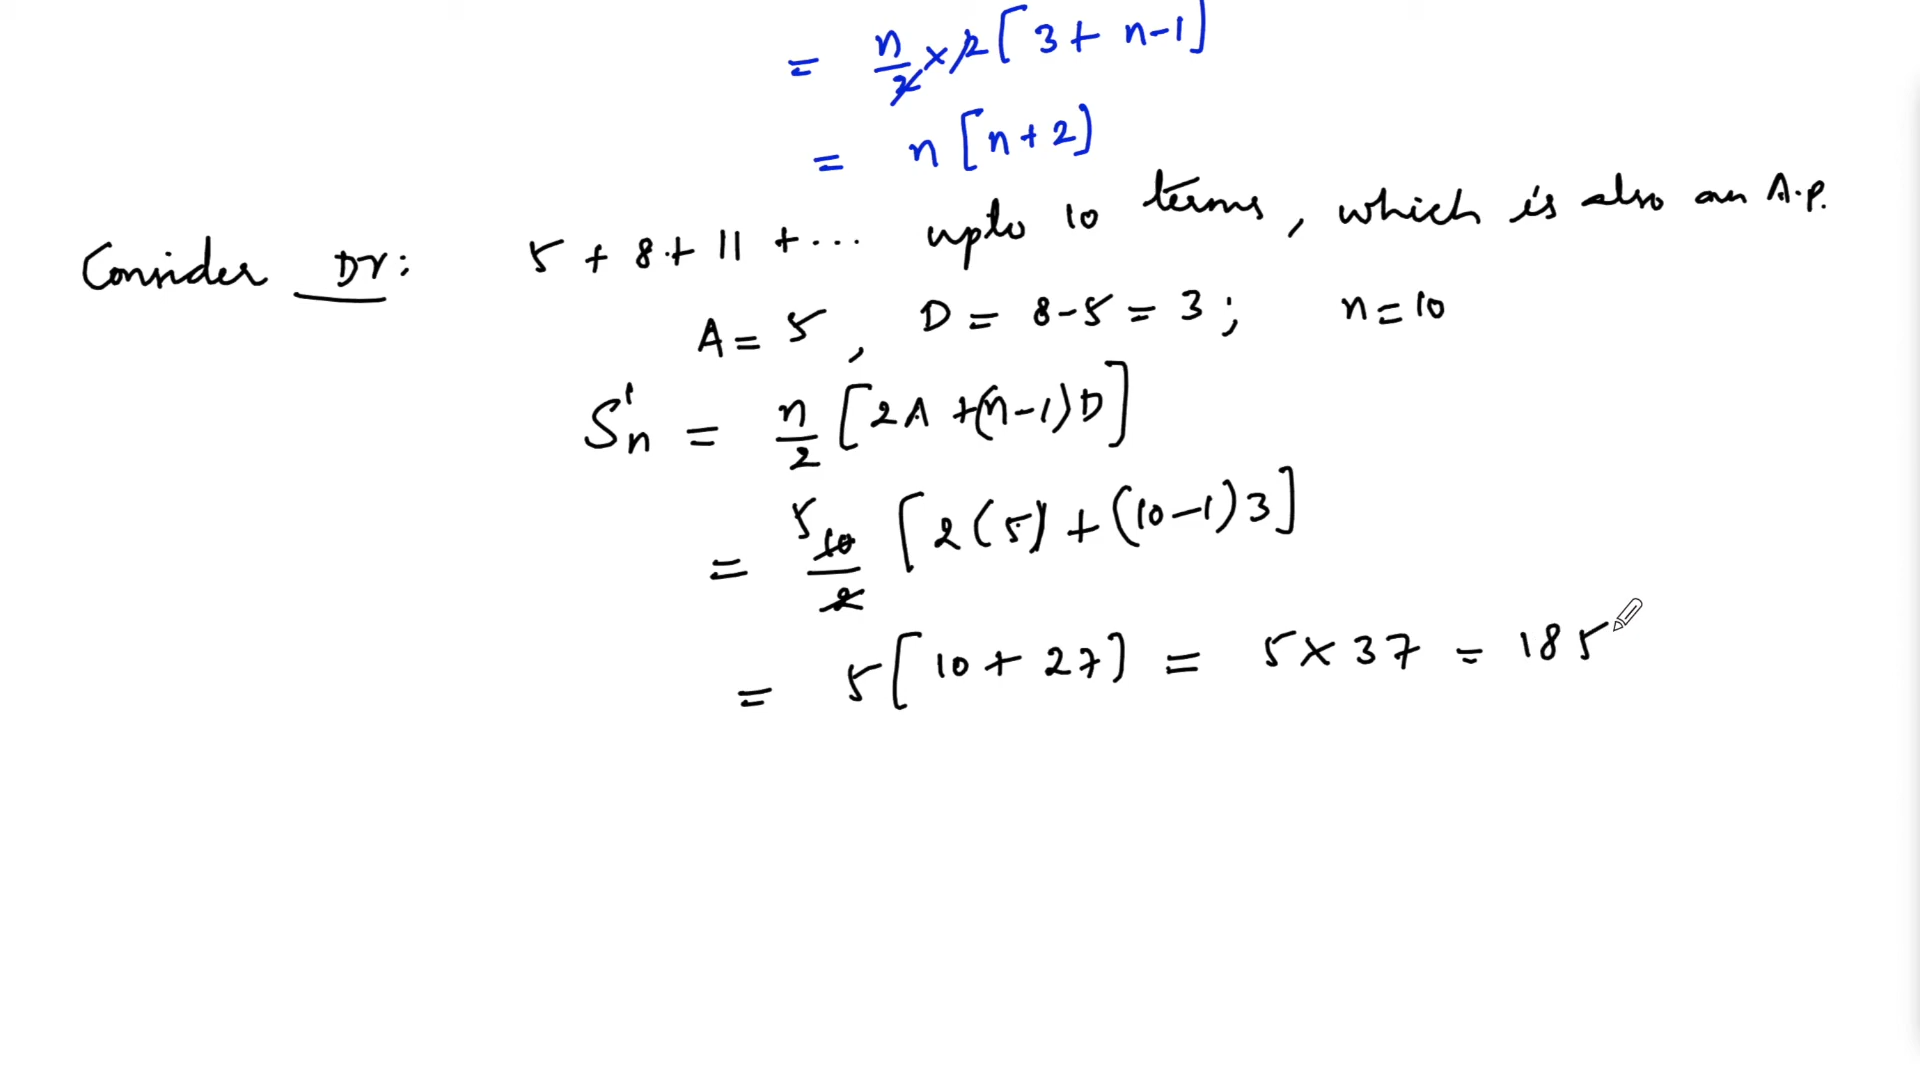 = n/2 × 2 [ 3 + n-1 ]
= n [ n + 2 ]
Consider Dr: 5 + 8 + 11 + ... upto 10 terms, which is also an A.P.
A = 5, D = 8-5 = 3; n = 10
S'n = n/2 [ 2A + (n-1) D ]
= 5 10/2 [ 2(5) + (10-1)3 ]
= 5 [ 10 + 27 ] = 5 × 37 = 185